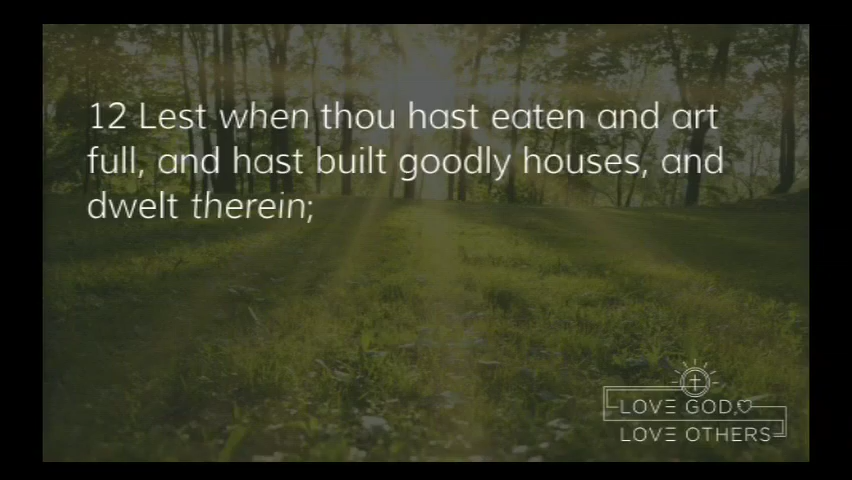 12 Lest when thou hast eaten and art
full, and hast built goodly houses, and
dwelt therein;
LOVE GOD,
LOVE OTHERS